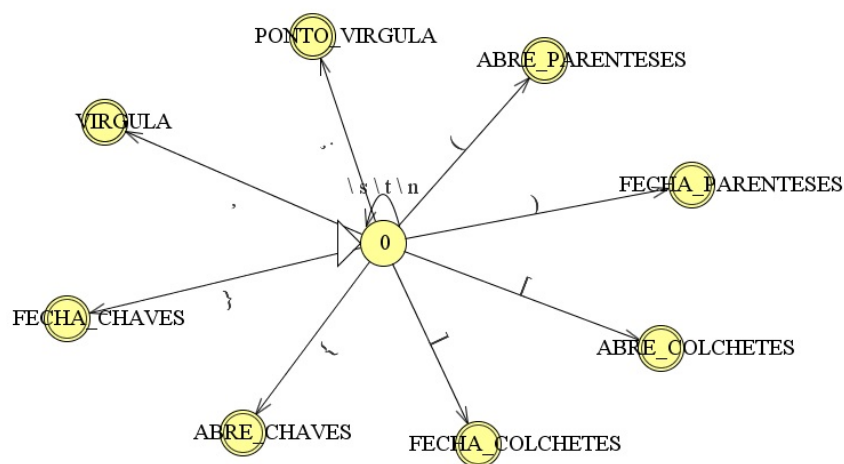 PONTO_VIRGULA
ABRE_PARENTESES
VIRGULA
;
(
\s\t\n
FECHA_PARENTESES
,
)
0
}
[
FECHA_CHAVES
{
]
ABRE_COLCHETES
ABRE_CHAVES
FECHA_COLCHETES